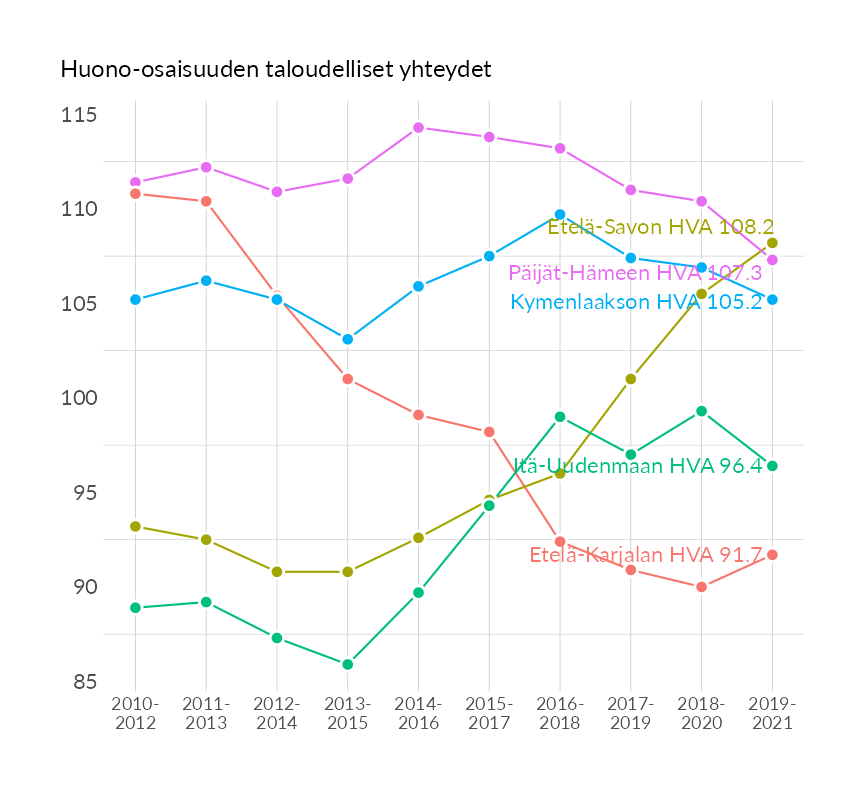 Huono-osaisuuden taloudelliset yhteydet
115
110
105
100
95
90
85
Etelä-Savon HVA 108.2
Päijät-Hämeen HVA 107.3
Kymenlaakson HVA 105.2
Itä-Uudenmaan HVA 96.4
Etelä-Karjalan HVA 91.7
2010- 2011- 2012- 2013- 2014- 2015- 2016- 2017- 2018- 2019-
2012 2013 2014 2015 2016 2017 2018 2019 2020 2021